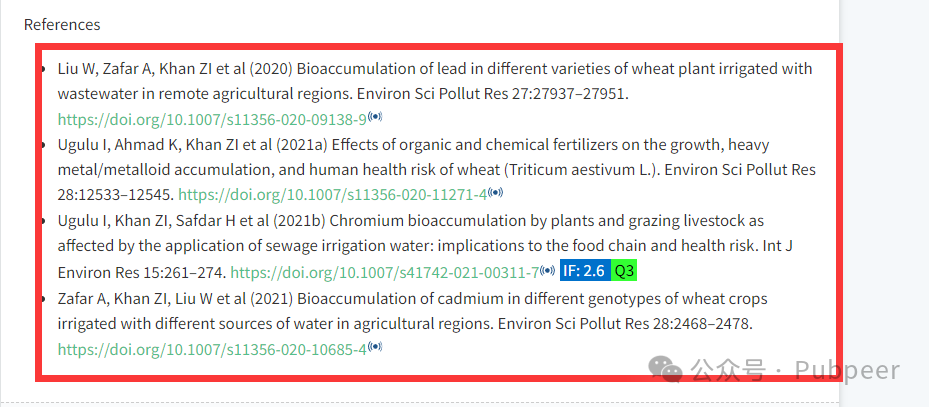 References
Liu W, Zafar A, Khan ZI et al (2020) Bioaccumulation of lead in different varieties of wheat plant irrigated with
wastewater in remote agricultural regions. Environ Sci Pollut Res 27:27937–27951.
https://doi.org/10.1007/s11356-020-09138-9
Ugulu I, Ahmad K, Khan ZI et al (2021a) Effects of organic and chemical fertilizers on the growth, heavy
metal/metalloid accumulation, and human health risk of wheat (Triticum aestivum L.). Environ Sci Pollut Res
28:12533–12545. https://doi.org/10.1007/s11356-020-11271-4
Ugulu I, Khan ZI, Safdar H et al (2021b) Chromium bioaccumulation by plants and grazing livestock as
affected by the application of sewage irrigation water: implications to the food chain and health risk. Int J
Environ Res 15:261–274. https://doi.org/10.1007/s41742-021-00311-7 IF: 2.6 Q3
Zafar A, Khan ZI, Liu W et al (2021) Bioaccumulation of cadmium in different genotypes of wheat crops
irrigated with different sources of water in agricultural regions. Environ Sci Pollut Res 28:2468–2478.
https://doi.org/10.1007/s11356-020-10685-4
公众号 · Pubpeer